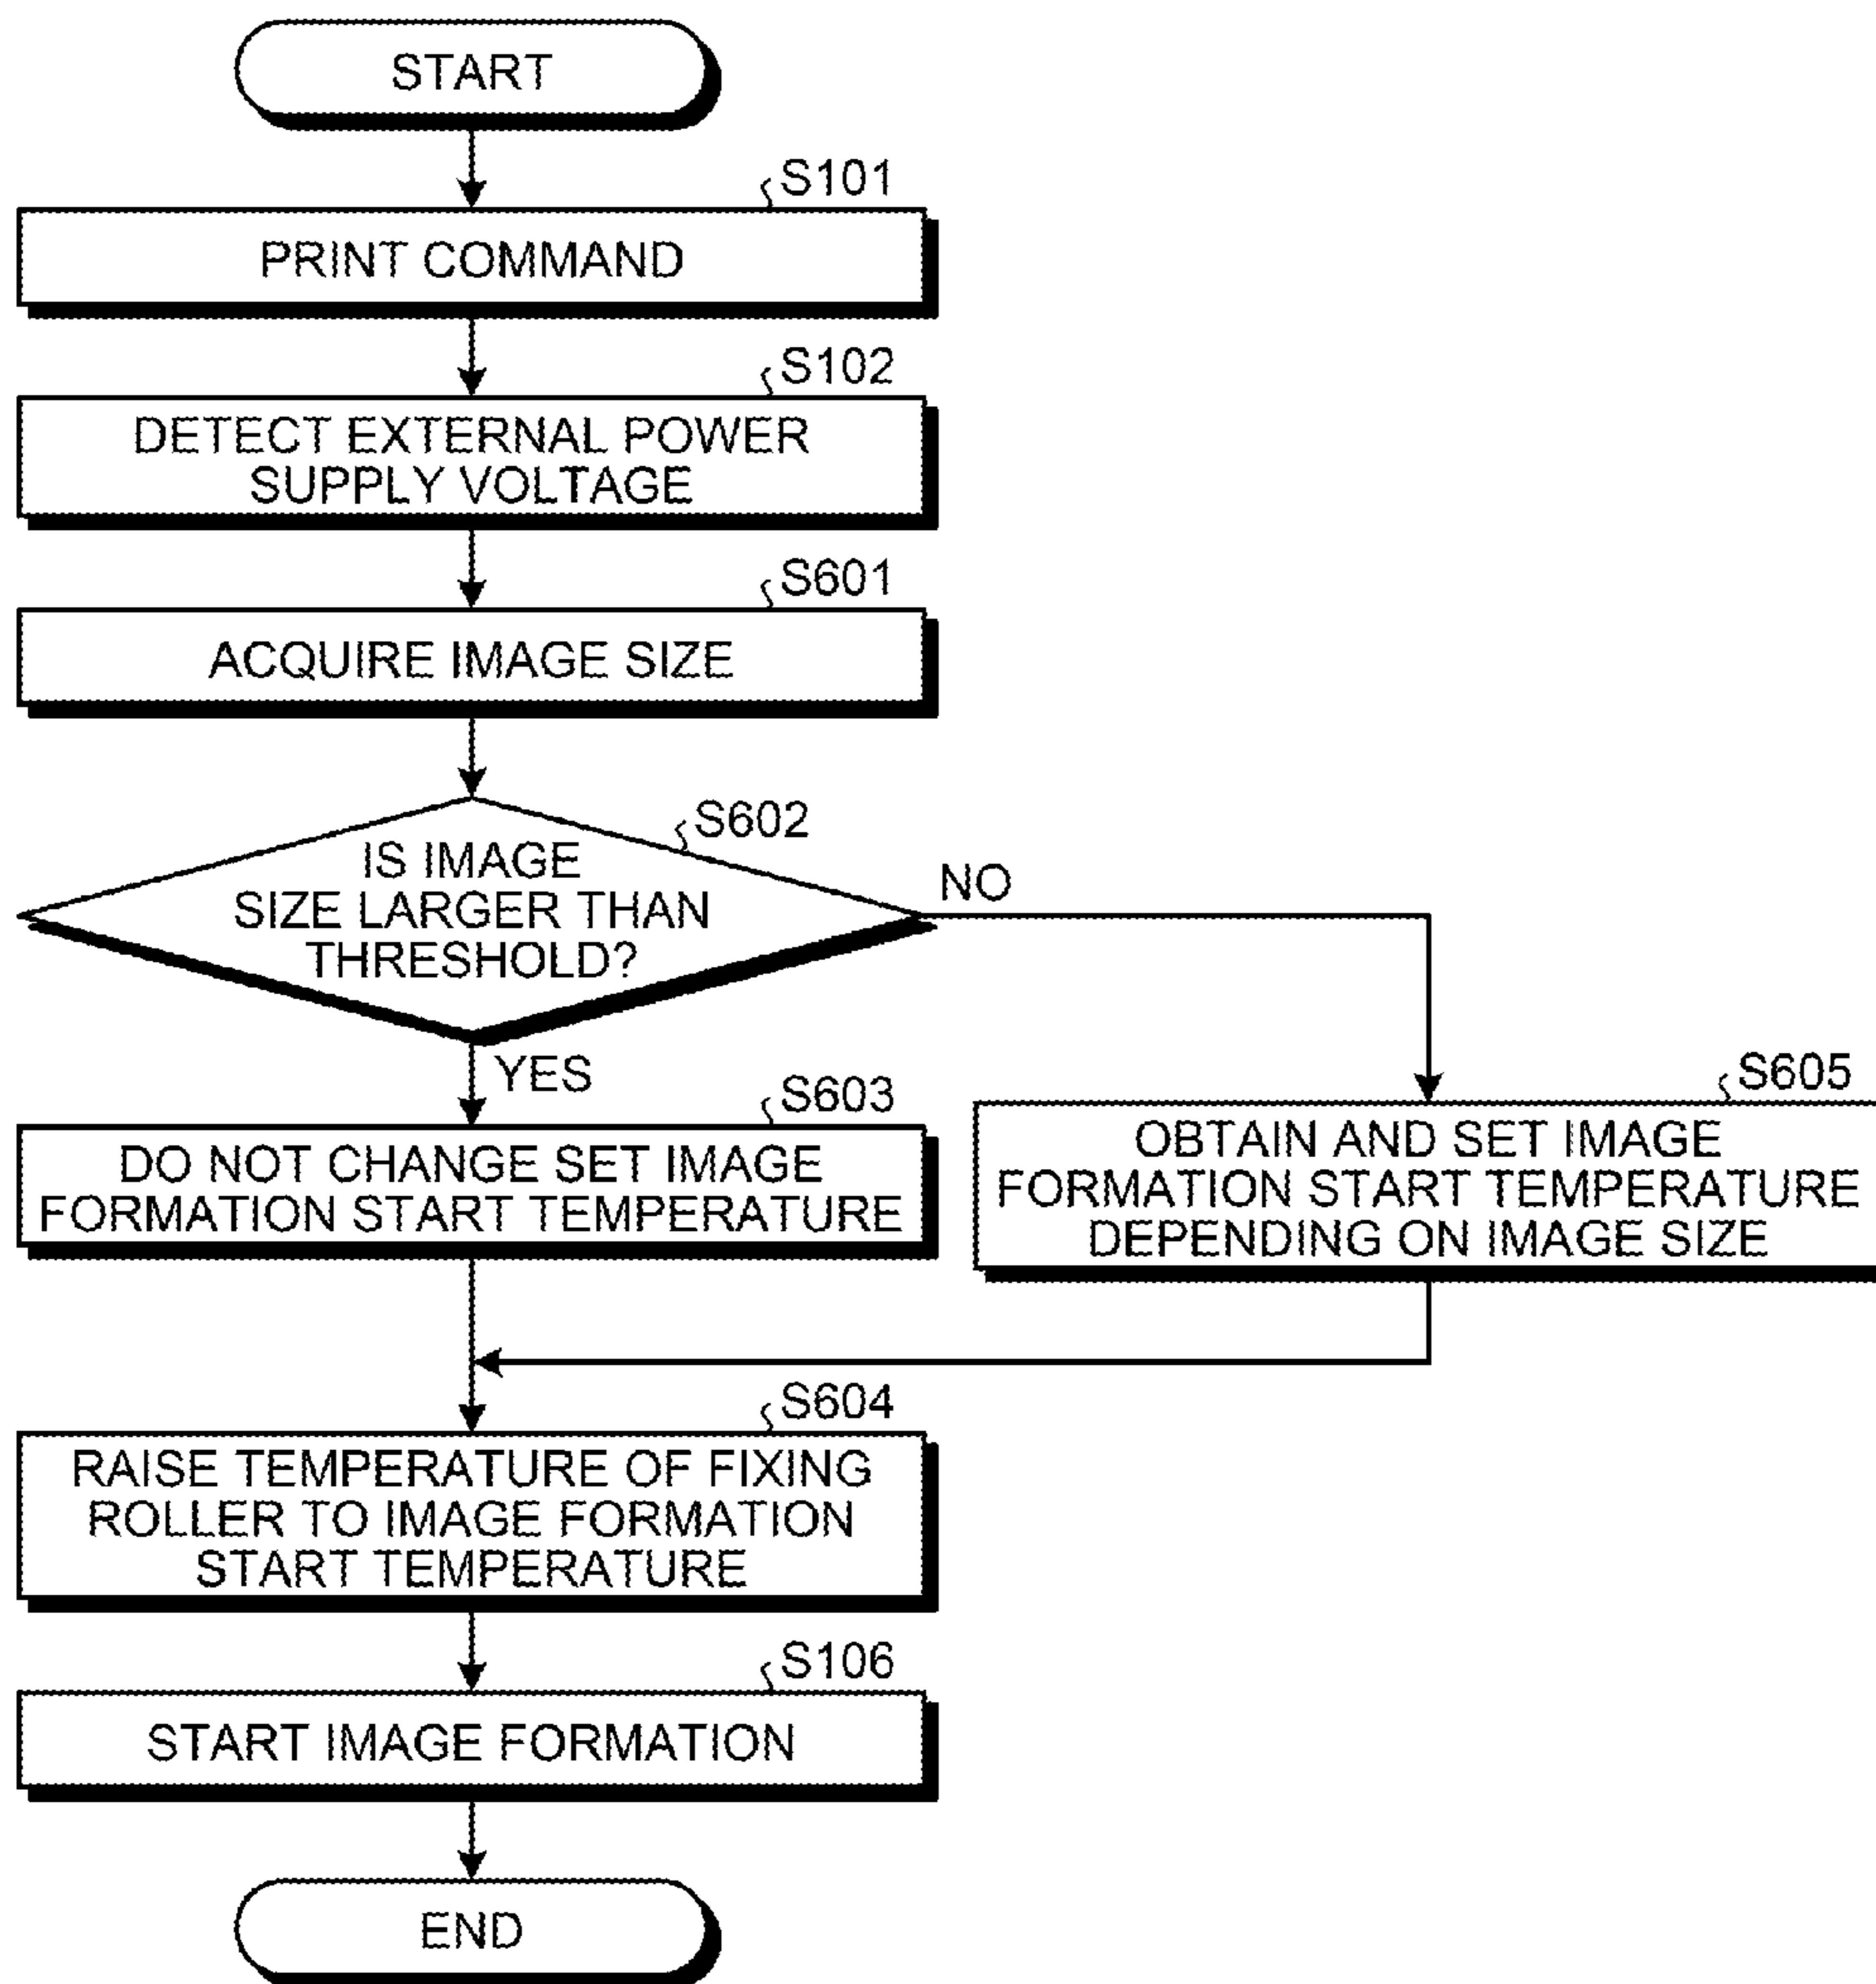 START
S101
PRINT COMMAND
S102
DETECT EXTERNAL POWER
SUPPLY VOLTAGE
S601
ACQUIRE IMAGE SIZE
S602
IS IMAGE
SIZE LARGER THAN
THRESHOLD?
NO
YES
S603
DO NOT CHANGE SET IMAGE
FORMATION START TEMPERATURE
S605
OBTAIN AND SET IMAGE
FORMATION START TEMPERATURE
DEPENDING ON IMAGE SIZE
S604
RAISE TEMPERATURE OF FIXING
ROLLER TO IMAGE FORMATION
START TEMPERATURE
S106
START IMAGE FORMATION
END